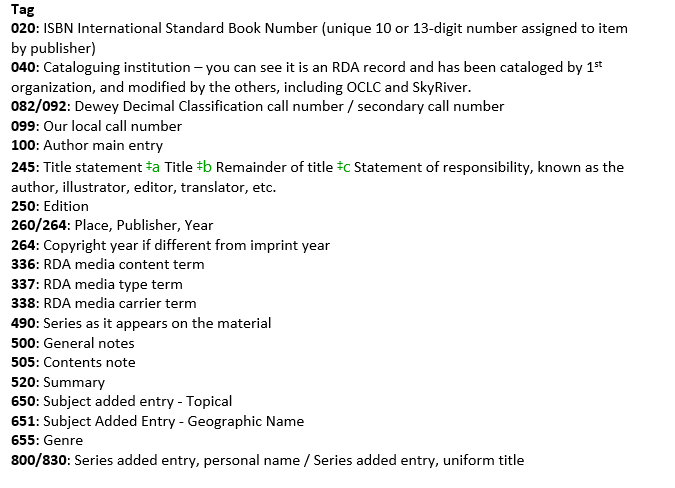 Tag
020: ISBN International Standard Book Number (unique 10 or 13-digit number assigned to item
by publisher)
040: Cataloguing institution – you can see it is an RDA record and has been cataloged by 1st
organization, and modified by the others, including OCLC and SkyRiver.
082/092: Dewey Decimal Classification call number / secondary call number
099: Our local call number
100: Author main entry
245: Title statement ‡a Title ‡b Remainder of title ‡c Statement of responsibility, known as the
author, illustrator, editor, translator, etc.
250: Edition
260/264: Place, Publisher, Year
264: Copyright year if different from imprint year
336: RDA media content term
337: RDA media type term
338: RDA media carrier term
490: Series as it appears on the material
500: General notes
505: Contents note
520: Summary
650: Subject added entry - Topical
651: Subject Added Entry - Geographic Name
655: Genre
800/830: Series added entry, personal name / Series added entry, uniform title